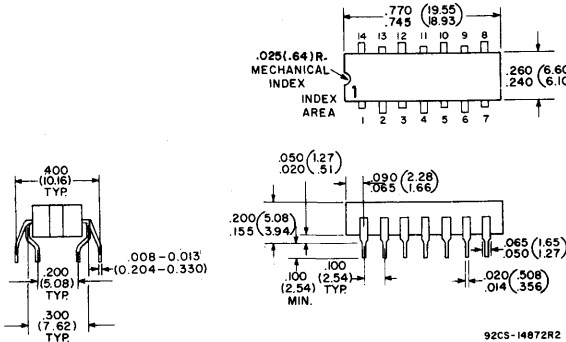 .770 (19.55)
.745 (18.93)
14 13 12 11 10 9 8
.025(.64)R.
MECHANICAL
INDEX
INDEX
AREA
1
.260 (6.60
.240 (6.10
1 2 3 4 5 6 7
.400
(10.16)
TYP.
.008-0.013
(0.204-0.330)
.200
(5.08)
TYP.
.300
(7.62)
TYP.
.050 (1.27)
.020 (.51)
.090 (2.28)
.065 (1.66)
.200 (5.08)
.155 (3.94)
.100
(2.54)
MIN.
.100
(2.54)
TYP.
.065 (1.65)
.050 (1.27)
.020 (.508)
.014 (.356)
92CS-14872R2